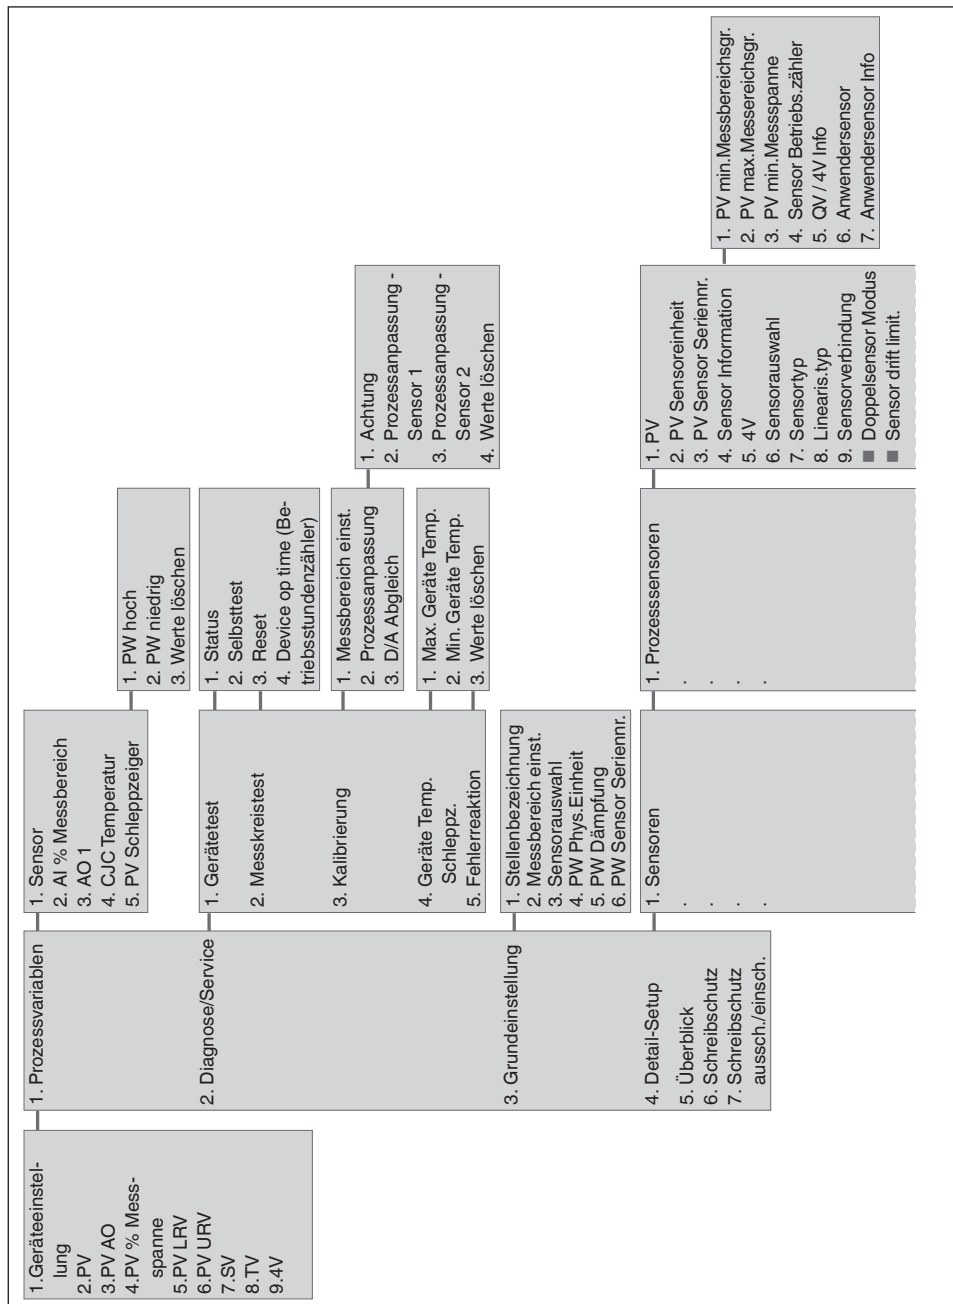 1.Geräteeinstel-
lung
2.PV
3.PV AO
4.PV % Mess-
spanne
5.PV LRV
6.PV URV
7.SV
8.TV
9.4V
1. Prozessvariablen
2. Diagnose/Service
3. Grundeinstellung
4. Detail-Setup
5. Überblick
6. Schreibschutz
7. Schreibschutz
aussch./einsch.
1. Sensor
2. AI % Messbereich
3. AO 1
4. CJC Temperatur
5. PV Schleppzeiger
1. PW hoch
2. PW niedrig
3. Werte löschen
1. Gerätetest
2. Messkreistest
3. Kalibrierung
4. Geräte Temp.
Schleppz.
5. Fehlerreaktion
1. Status
2. Selbsttest
3. Reset
4. Device op time (Be-
triebsstundenzähler)
1. Messbereich einst.
2. Prozessanpassung
3. D/A Abgleich
1. Achtung
2. Prozessanpassung -
Sensor 1
3. Prozessanpassung -
Sensor 2
4. Werte löschen
1. Max. Geräte Temp.
2. Min. Geräte Temp.
3. Werte löschen
1. Stellenbezeichnung
2. Messbereich einst.
3. Sensorauswahl
4. PW Phys.Einheit
5. PW Dämpfung
6. PW Sensor Seriennr.
1. Sensoren
.
.
.
1. Prozesssensoren
.
.
.
.
1. PV
2. PV Sensoreinheit
3. PV Sensor Seriennr.
4. Sensor Information
5. 4V
6. Sensorauswahl
7. Sensortyp
8. Linearis.typ
9. Sensorverbindung
■ Doppelsensor Modus
■ Sensor drift limit.
1. PV min.Messbereichsgr.
2. PV max.Messereichsgr.
3. PV min.Messspanne
4. Sensor Betriebs.zähler
5. QV / 4V Info
6. Anwendersensor
7. Anwendersensor Info